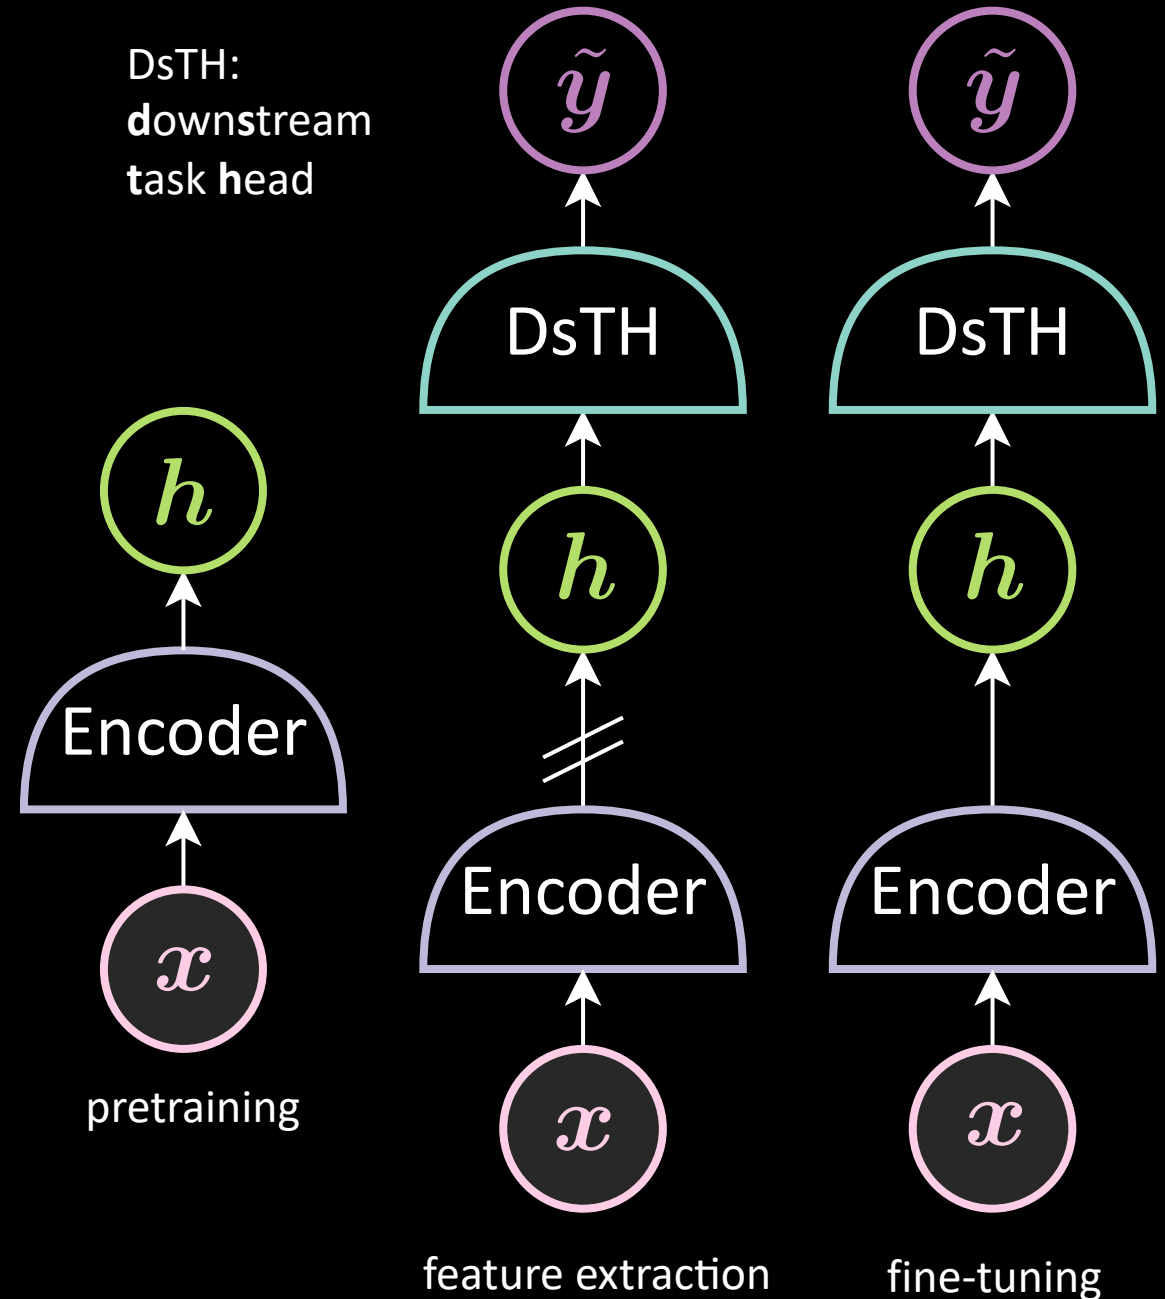 DsTH:
downstream
task head
h
Encoder
x
pretraining
ỹ
DsTH
h
Encoder
x
feature extraction
ỹ
DsTH
h
Encoder
x
fine-tuning